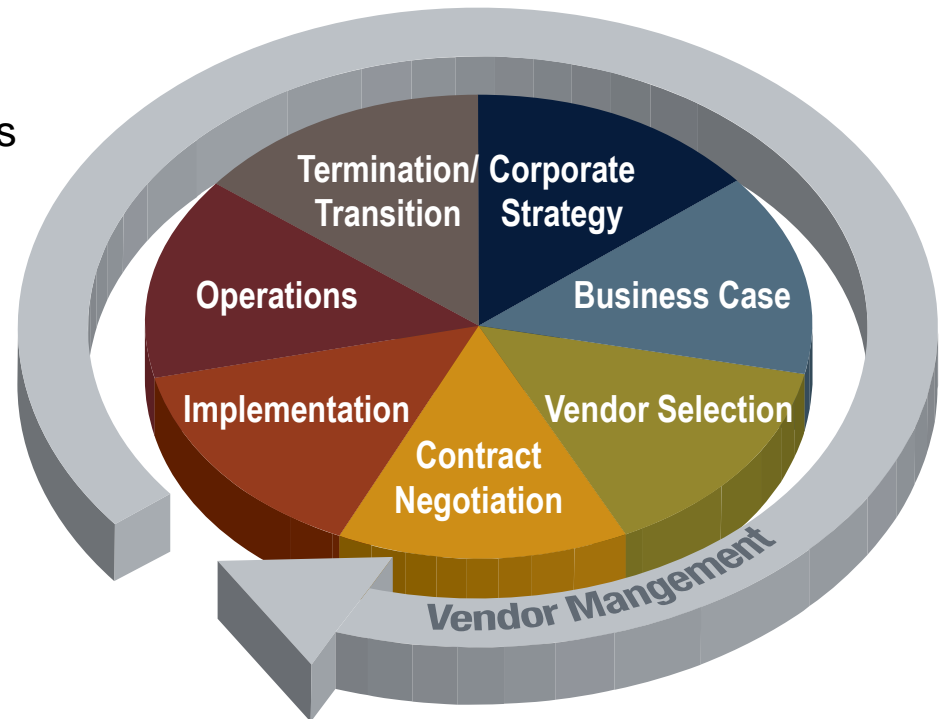 s
Termination/
Transition
Corporate
Strategy
Operations
Business Case
Implementation
Vendor Selection
Contract
Negotiation
Vendor Mangement